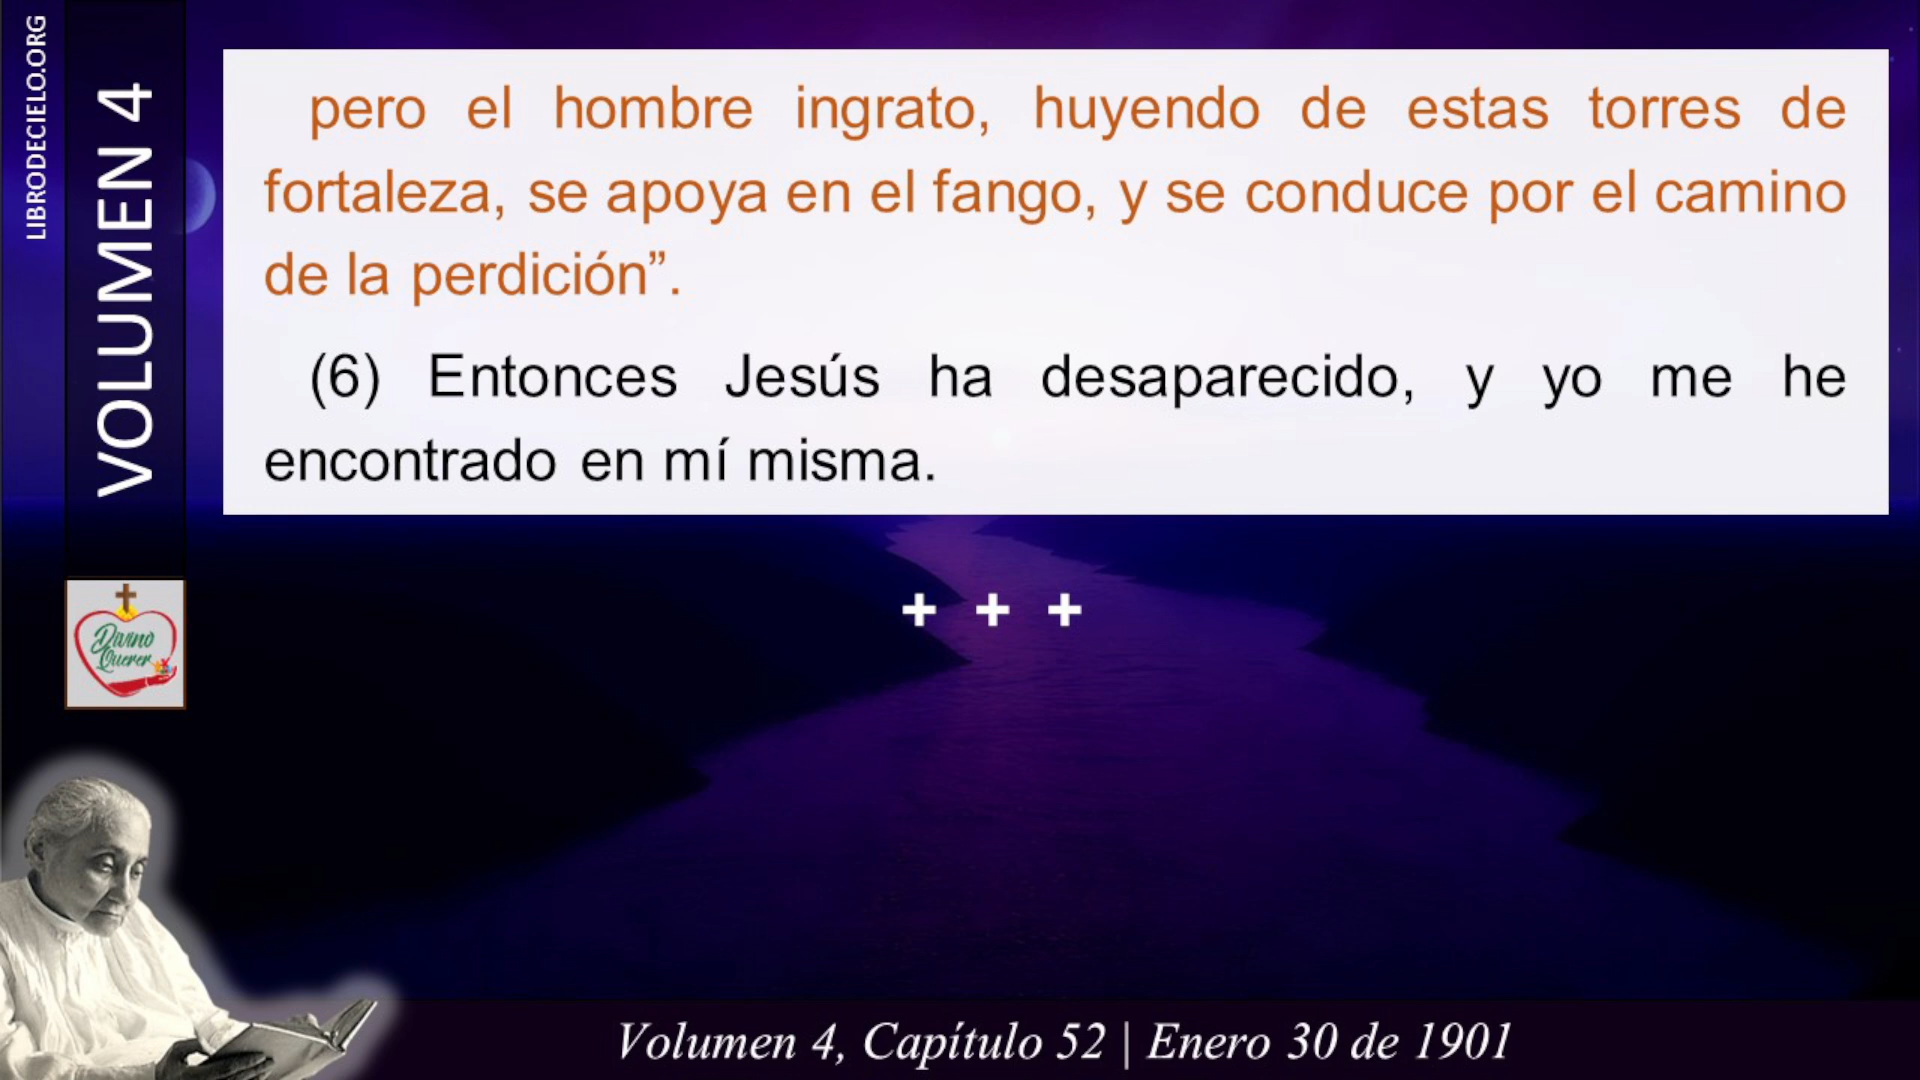 LIBRODECIELO.ORG
VOLUMEN 4
pero el hombre ingrato, huyendo de estas torres de
fortaleza, se apoya en el fango, y se conduce por el camino
de la perdición”.
(6) Entonces Jesús ha desaparecido, y yo me he
encontrado en mí misma.
+ + +
Divino
Querer
Volumen 4, Capítulo 52 | Enero 30 de 1901